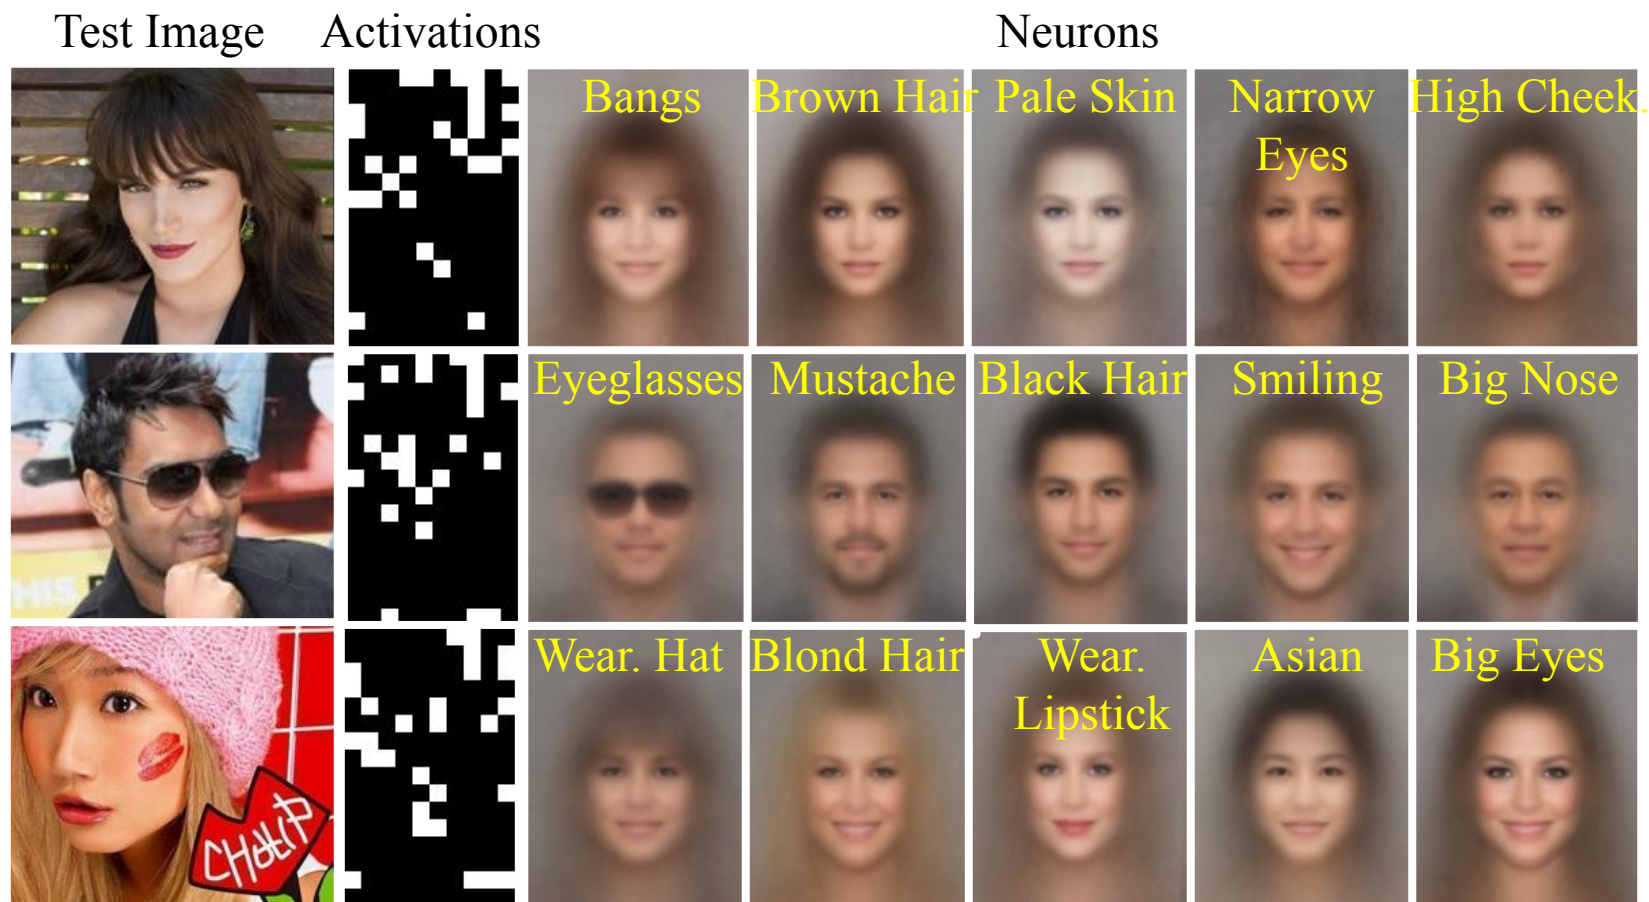 Test Image Activations Neurons
Bangs Brown Hair Pale Skin Narrow Eyes High Cheek.
Eyeglasses Mustache Black Hair Smiling Big Nose
THIS
Wear. Hat Blond Hair Wear. Lipstick Asian Big Eyes